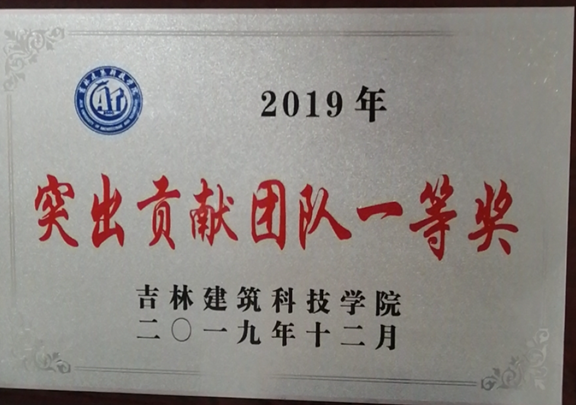 2019年
突出贡献团队一等奖
吉林建筑科技学院
二〇一九年十二月